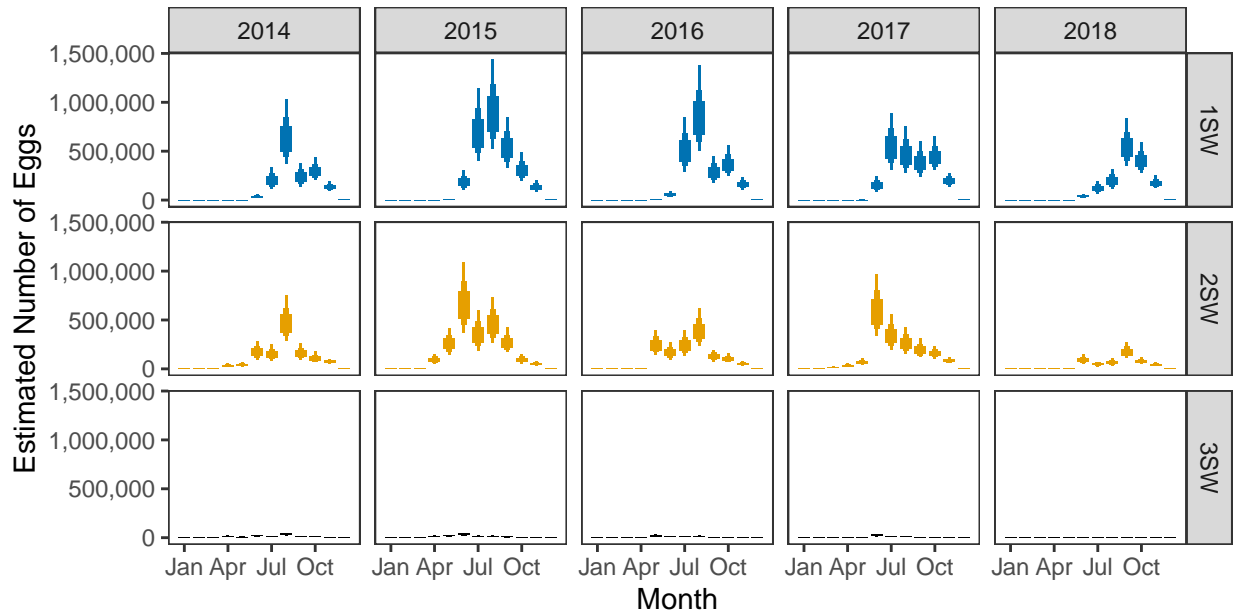 2014 2015 2016 2017 2018
Estimated Number of Eggs
1,500,000
1,000,000
500,000
0
1SW
1,500,000
1,000,000
500,000
0
2SW
1,500,000
1,000,000
500,000
0
3SW
Jan Apr Jul Oct Jan Apr Jul Oct Jan Apr Jul Oct Jan Apr Jul Oct Jan Apr Jul Oct
Month